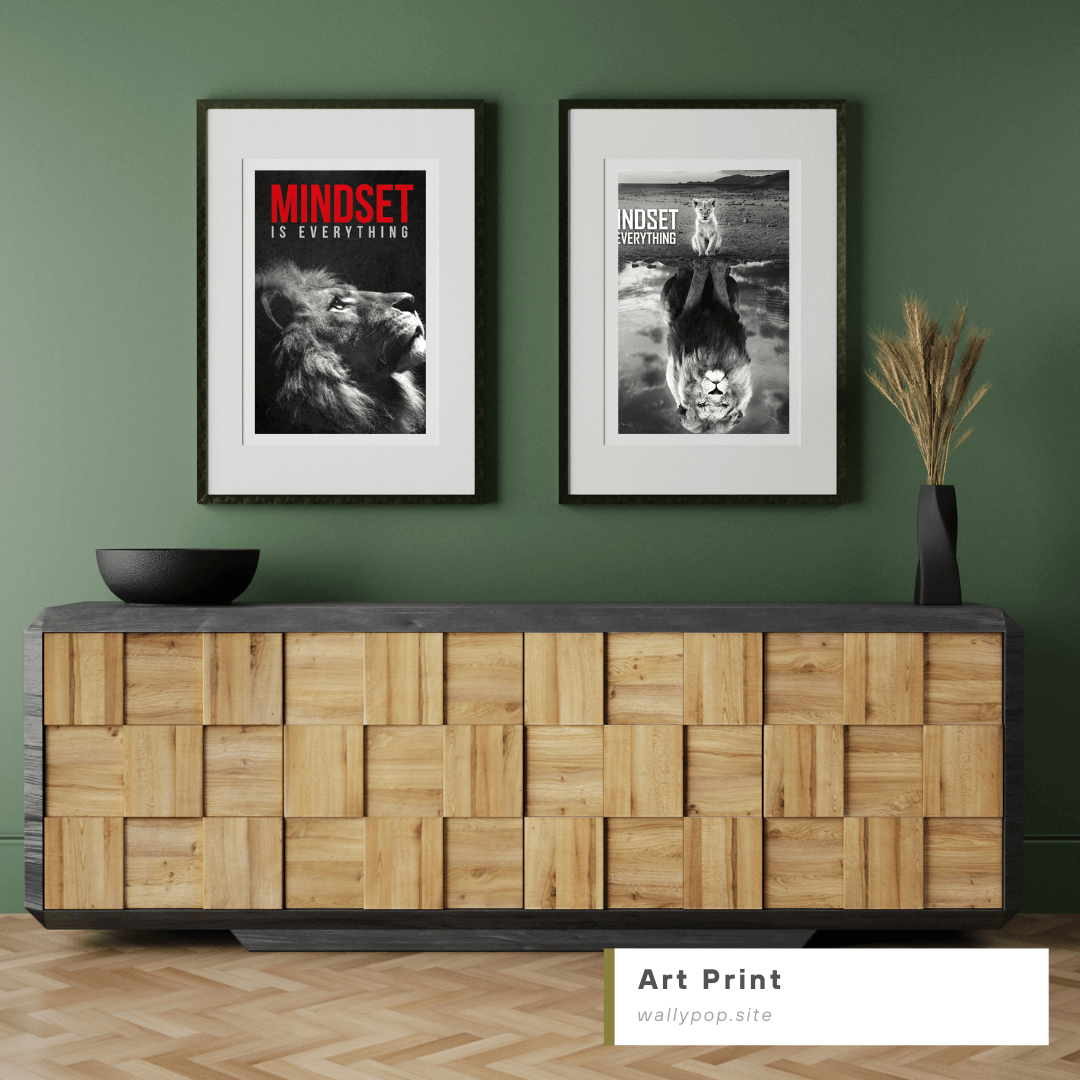 MINDSET
IS EVERYTHING
INDSET
EVERYTHING
Art Print
wallypop.site